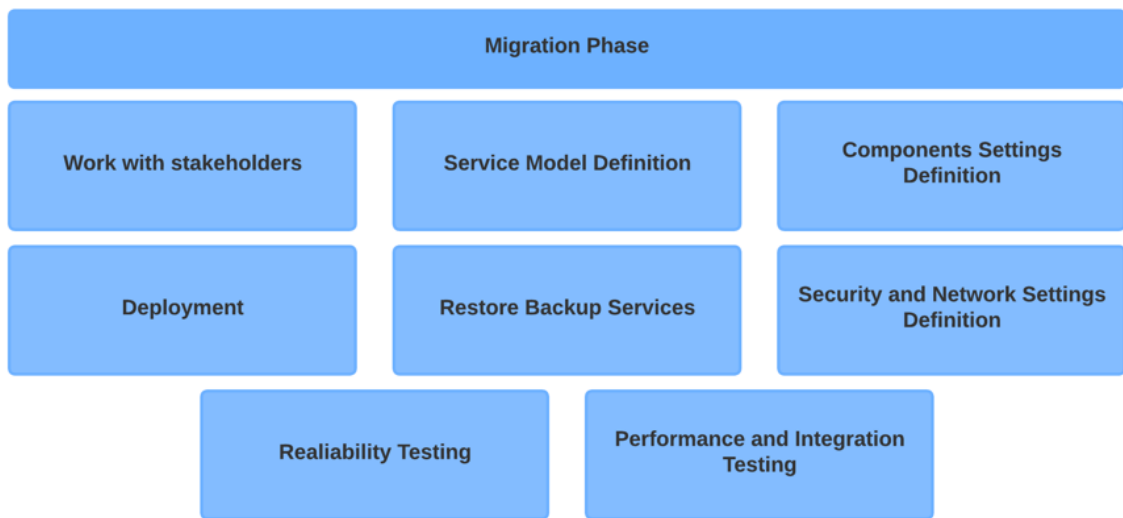 Migration Phase
Work with stakeholders
Service Model Definition
Components Settings
Definition
Deployment
Restore Backup Services
Security and Network Settings
Definition
Realiability Testing
Performance and Integration
Testing